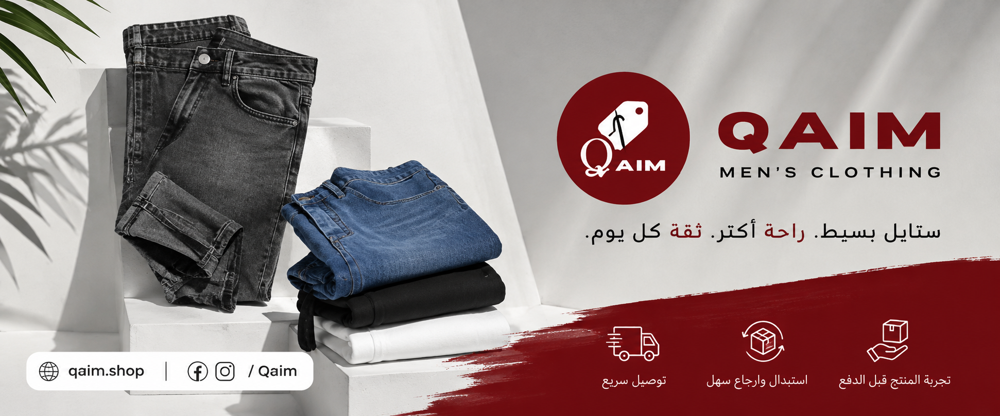 Q AIM
QAIM
MEN'S CLOTHING
ستايل بسيط. راحة أكتر. ثقة كل يوم.
توصيل سريع
استبدال وارجاع سهل
تجربة المنتج قبل الدفع
qaim.shop | / Qaim